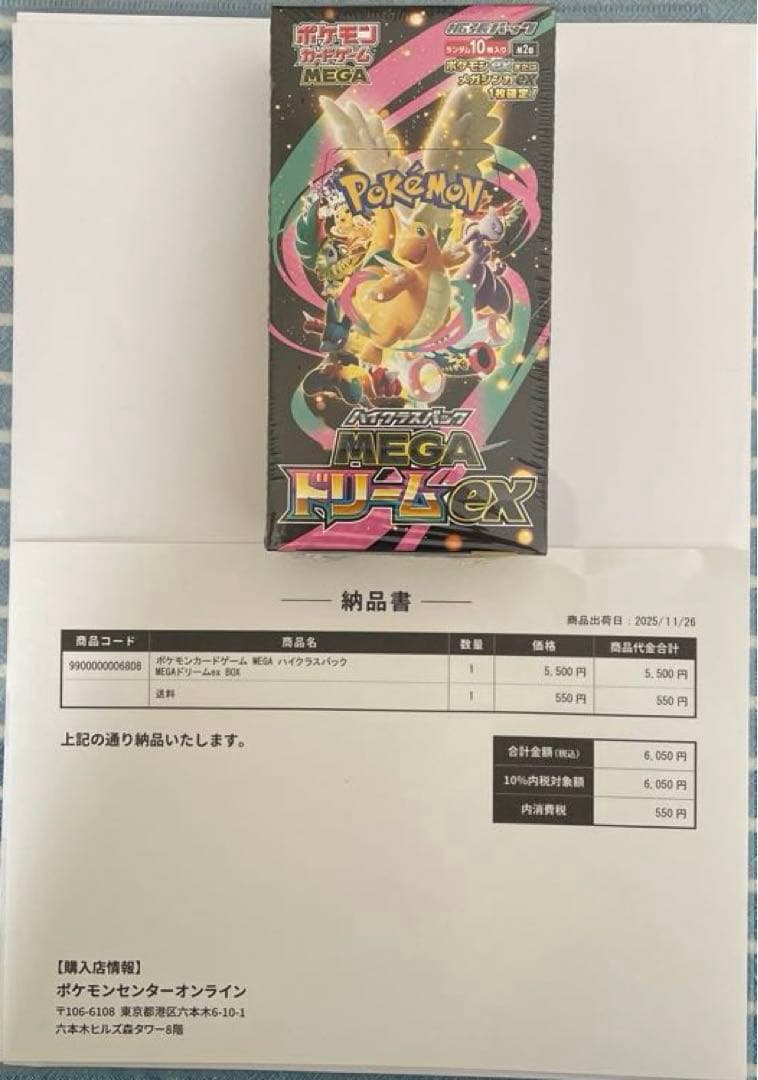 ポケモン
カードゲーム
MEGA
拡張パック
ランダム10枚入り
ポケモンexまたは
メガシンカex
1枚確定!
POKéMON
ハイクラスパック
MEGA
ドリームex
納品書
商品出荷日:2025/11/26
商品コード 商品名 数量 価格 商品代金合計
9900000006808 ポケモンカードゲーム MEGA ハイクラスパック 1 5,500円 5,500円
MEGAドリームex BOX
送料 1 550円 550円
上記の通り納品いたします。
合計金額(税込) 6,050円
10%内税対象額 6,050円
内消費税 550円
【購入店情報】
ポケモンセンターオンライン
〒106-6108 東京都港区六本木6-10-1
六本木ヒルズ森タワー8階